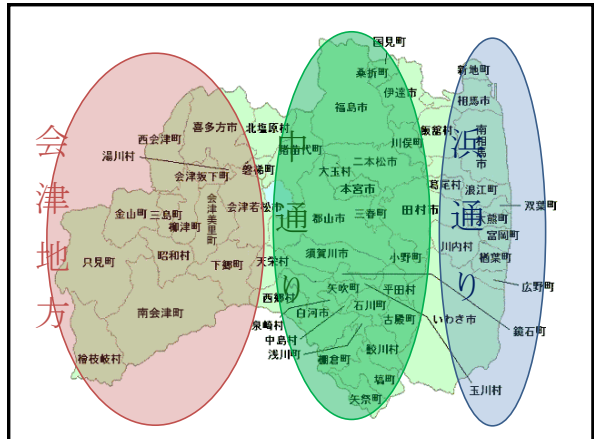 国見町
桑折町
新地町
伊達市
相馬市
福島市
喜多方市
北塩原村
飯舘村
南相馬市
西会津町
猪苗代町
川俣町
湯川村
二本松市
磐梯町
大玉村
会津坂下町
本宮市
葛尾村
浪江町
会津美里町
会津若松市
双葉町
金山町
三島町
郡山市
三春町
田村市
大熊町
柳津町
富岡町
川内村
須賀川市
昭和村
小野町
楢葉町
只見町
下郷町
天栄村
広野町
矢吹町
平田村
西郷村
石川町
白河市
南会津町
古殿町
いわき市
泉崎村
鏡石町
中島村
浅川町
鮫川村
棚倉町
檜枝岐村
塙町
玉川村
矢祭町
会津地方
中通り
浜通り